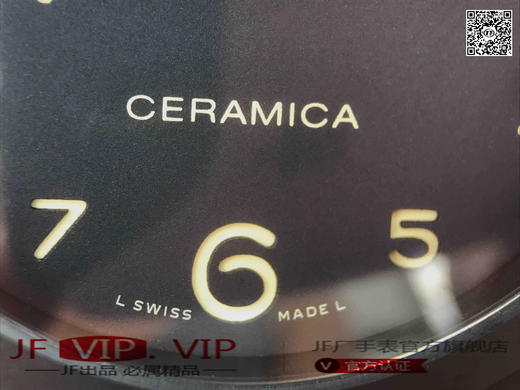 CERAMICA
7
6
5
L SWISS MADE L
JF VIP.VIP
JF出品 必属精品
JF厂手表官方旗舰店
V 官方认证